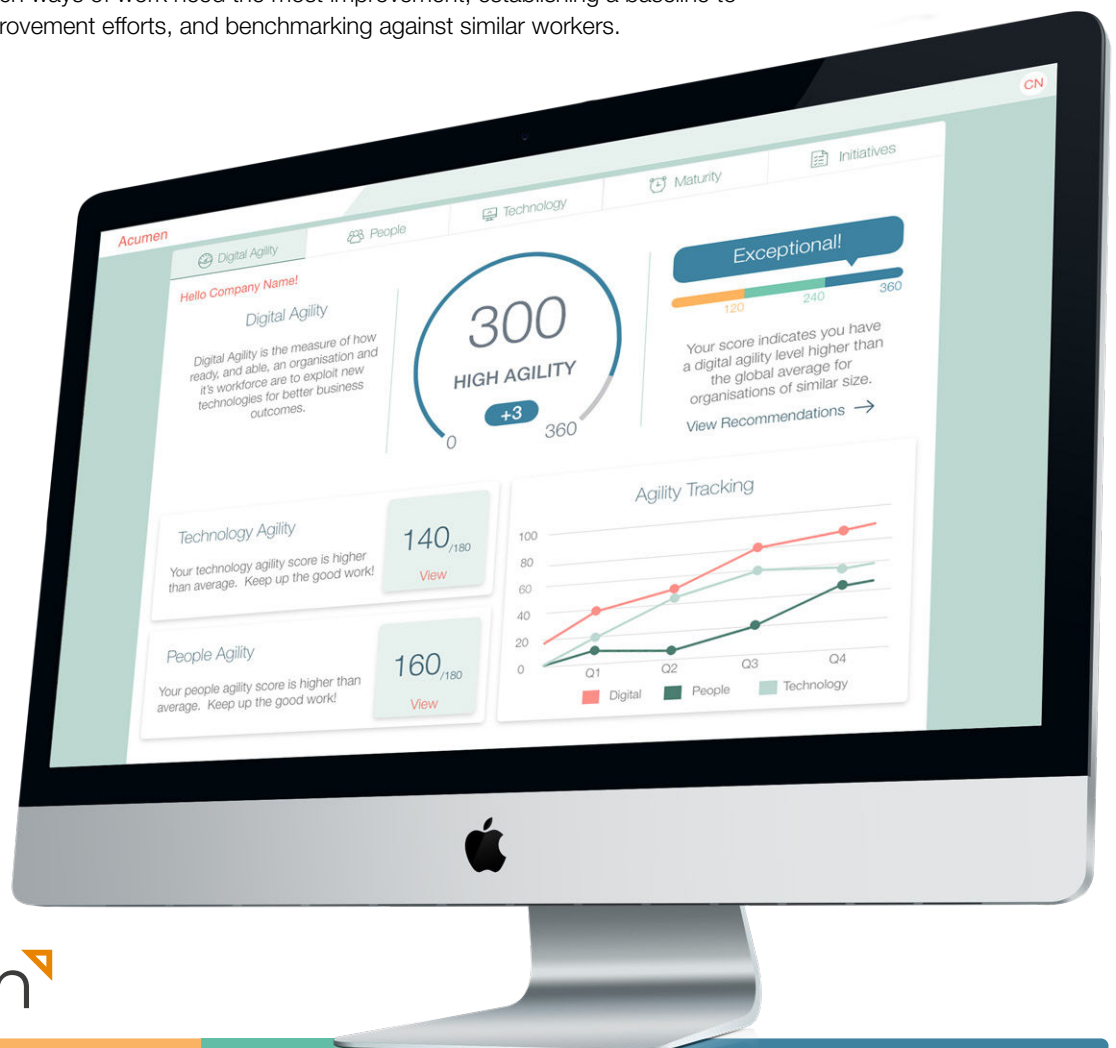 ways of work need the most improvement, establishing a baseline to
efforts, and benchmarking against similar workers.
CN
Acumen
Digital Agility
People
Technology
Maturity
Initiatives
Hello Company Name!
Digital Agility
Digital Agility is the measure of how
ready, and able, an organisation and
it's workforce are to exploit new
technologies for better business
outcomes.
300
HIGH AGILITY
+3
0
360
Exceptional!
120
240
360
Your score indicates you have
a digital agility level higher than
the global average for
organisations of similar size.
View Recommendations →
Technology Agility
Your technology agility score is higher
than average. Keep up the good work!
140/180
View
People Agility
Your people agility score is higher than
average. Keep up the good work!
160/180
View
Agility Tracking
100
80
60
40
20
0
Q1
Q2
Q3
Q4
Digital
People
Technology